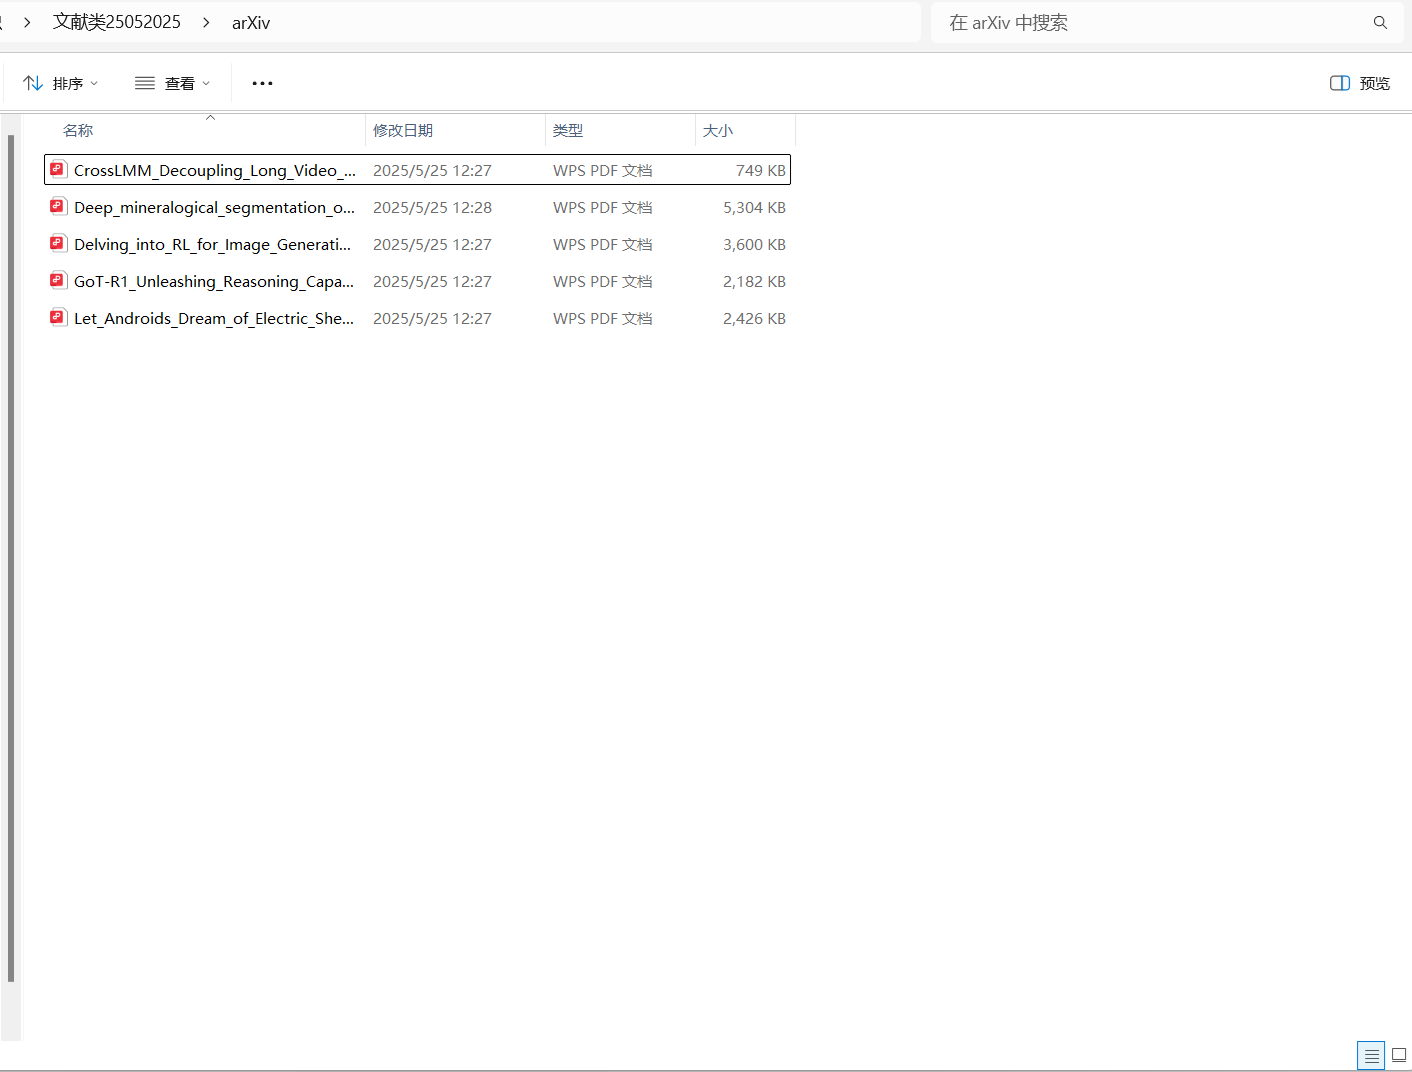 文献类25052025 > arXiv
在 arXiv 中搜索
排序 查看 ••• 预览
名称 修改日期 类型 大小
CrossLMM_Decoupling_Long_Video_... 2025/5/25 12:27 WPS PDF 文档 749 KB
Deep_mineralogical_segmentation_o... 2025/5/25 12:28 WPS PDF 文档 5,304 KB
Delving_into_RL_for_Image_Generati... 2025/5/25 12:27 WPS PDF 文档 3,600 KB
GoT-R1_Unleashing_Reasoning_Capa... 2025/5/25 12:27 WPS PDF 文档 2,182 KB
Let_Androids_Dream_of_Electric_She... 2025/5/25 12:27 WPS PDF 文档 2,426 KB